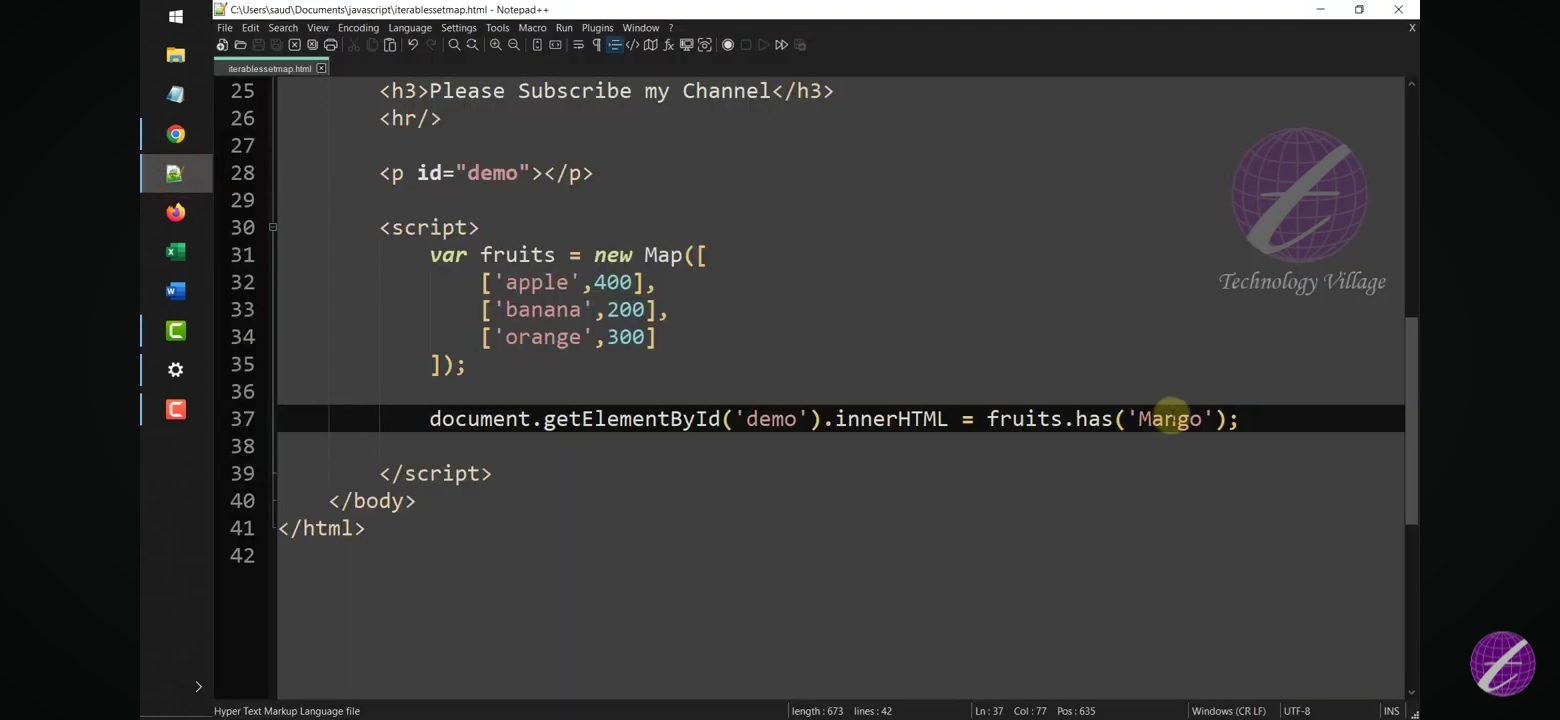 C:\Users\saud\Documents\javascript\iterablessetmap.html - Notepad++
File Edit Search View Encoding Language Settings Tools Macro Run Plugins Window ? X
iterablessetmap.html
25 <h3>Please Subscribe my Channel</h3>
26 <hr/>
27
28 <p id="demo"></p>
29
30 <script>
31 var fruits = new Map([
32 ['apple',400],
33 ['banana',200],
34 ['orange',300]
35 ]);
36
37 document.getElementById('demo').innerHTML = fruits.has('Mango');
38
39 </script>
40 </body>
41 </html>
42
Technology Village
Hyper Text Markup Language file length : 673 lines : 42 Ln : 37 Col : 77 Pos : 635 Windows (CR LF) UTF-8 INS